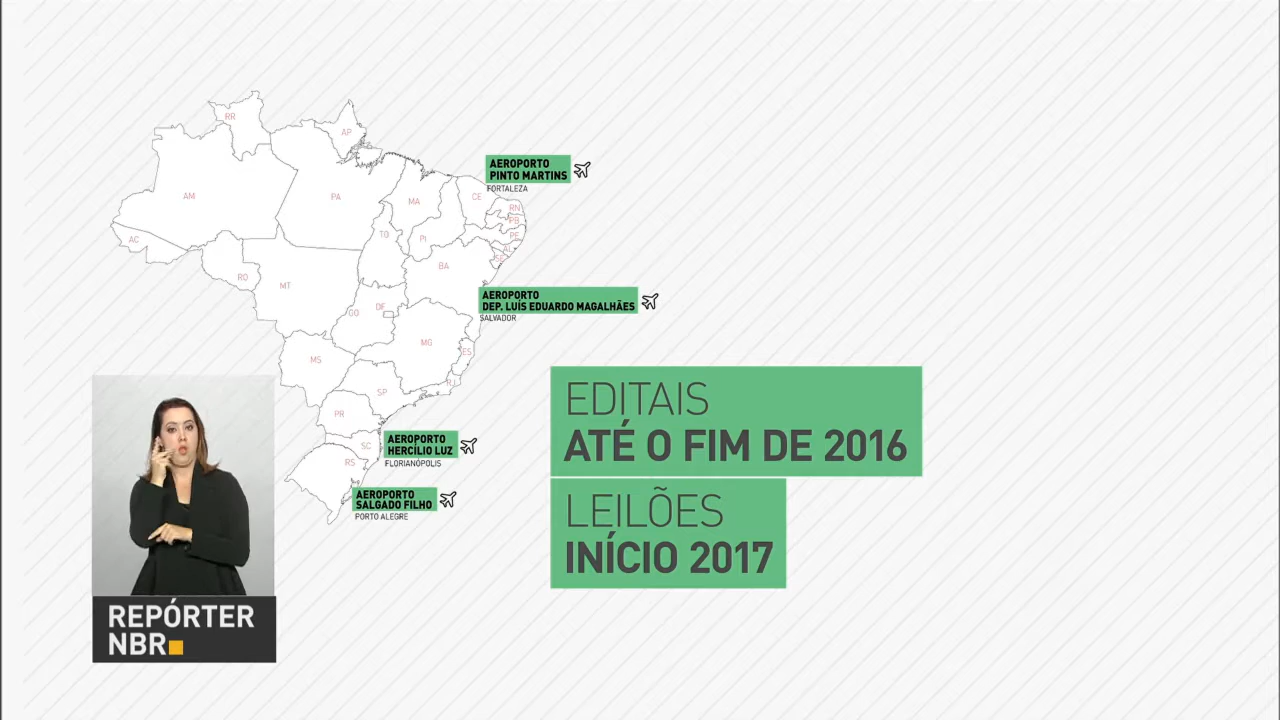 RR
AP
AEROPORTO
PINTO MARTINS
FORTALEZA
AM
PA
MA
CE
RN
PB
PE
AL
SE
AC
TO
PI
BA
RO
MT
AEROPORTO
DEP. LUÍS EDUARDO MAGALHÃES
SALVADOR
GO
DF
MG
ES
MS
SP
RJ
PR
SC
AEROPORTO
HERCÍLIO LUZ
FLORIANÓPOLIS
RS
AEROPORTO
SALGADO FILHO
PORTO ALEGRE
EDITAIS
ATÉ O FIM DE 2016
LEILÕES
INÍCIO 2017
REPÓRTER
NBR